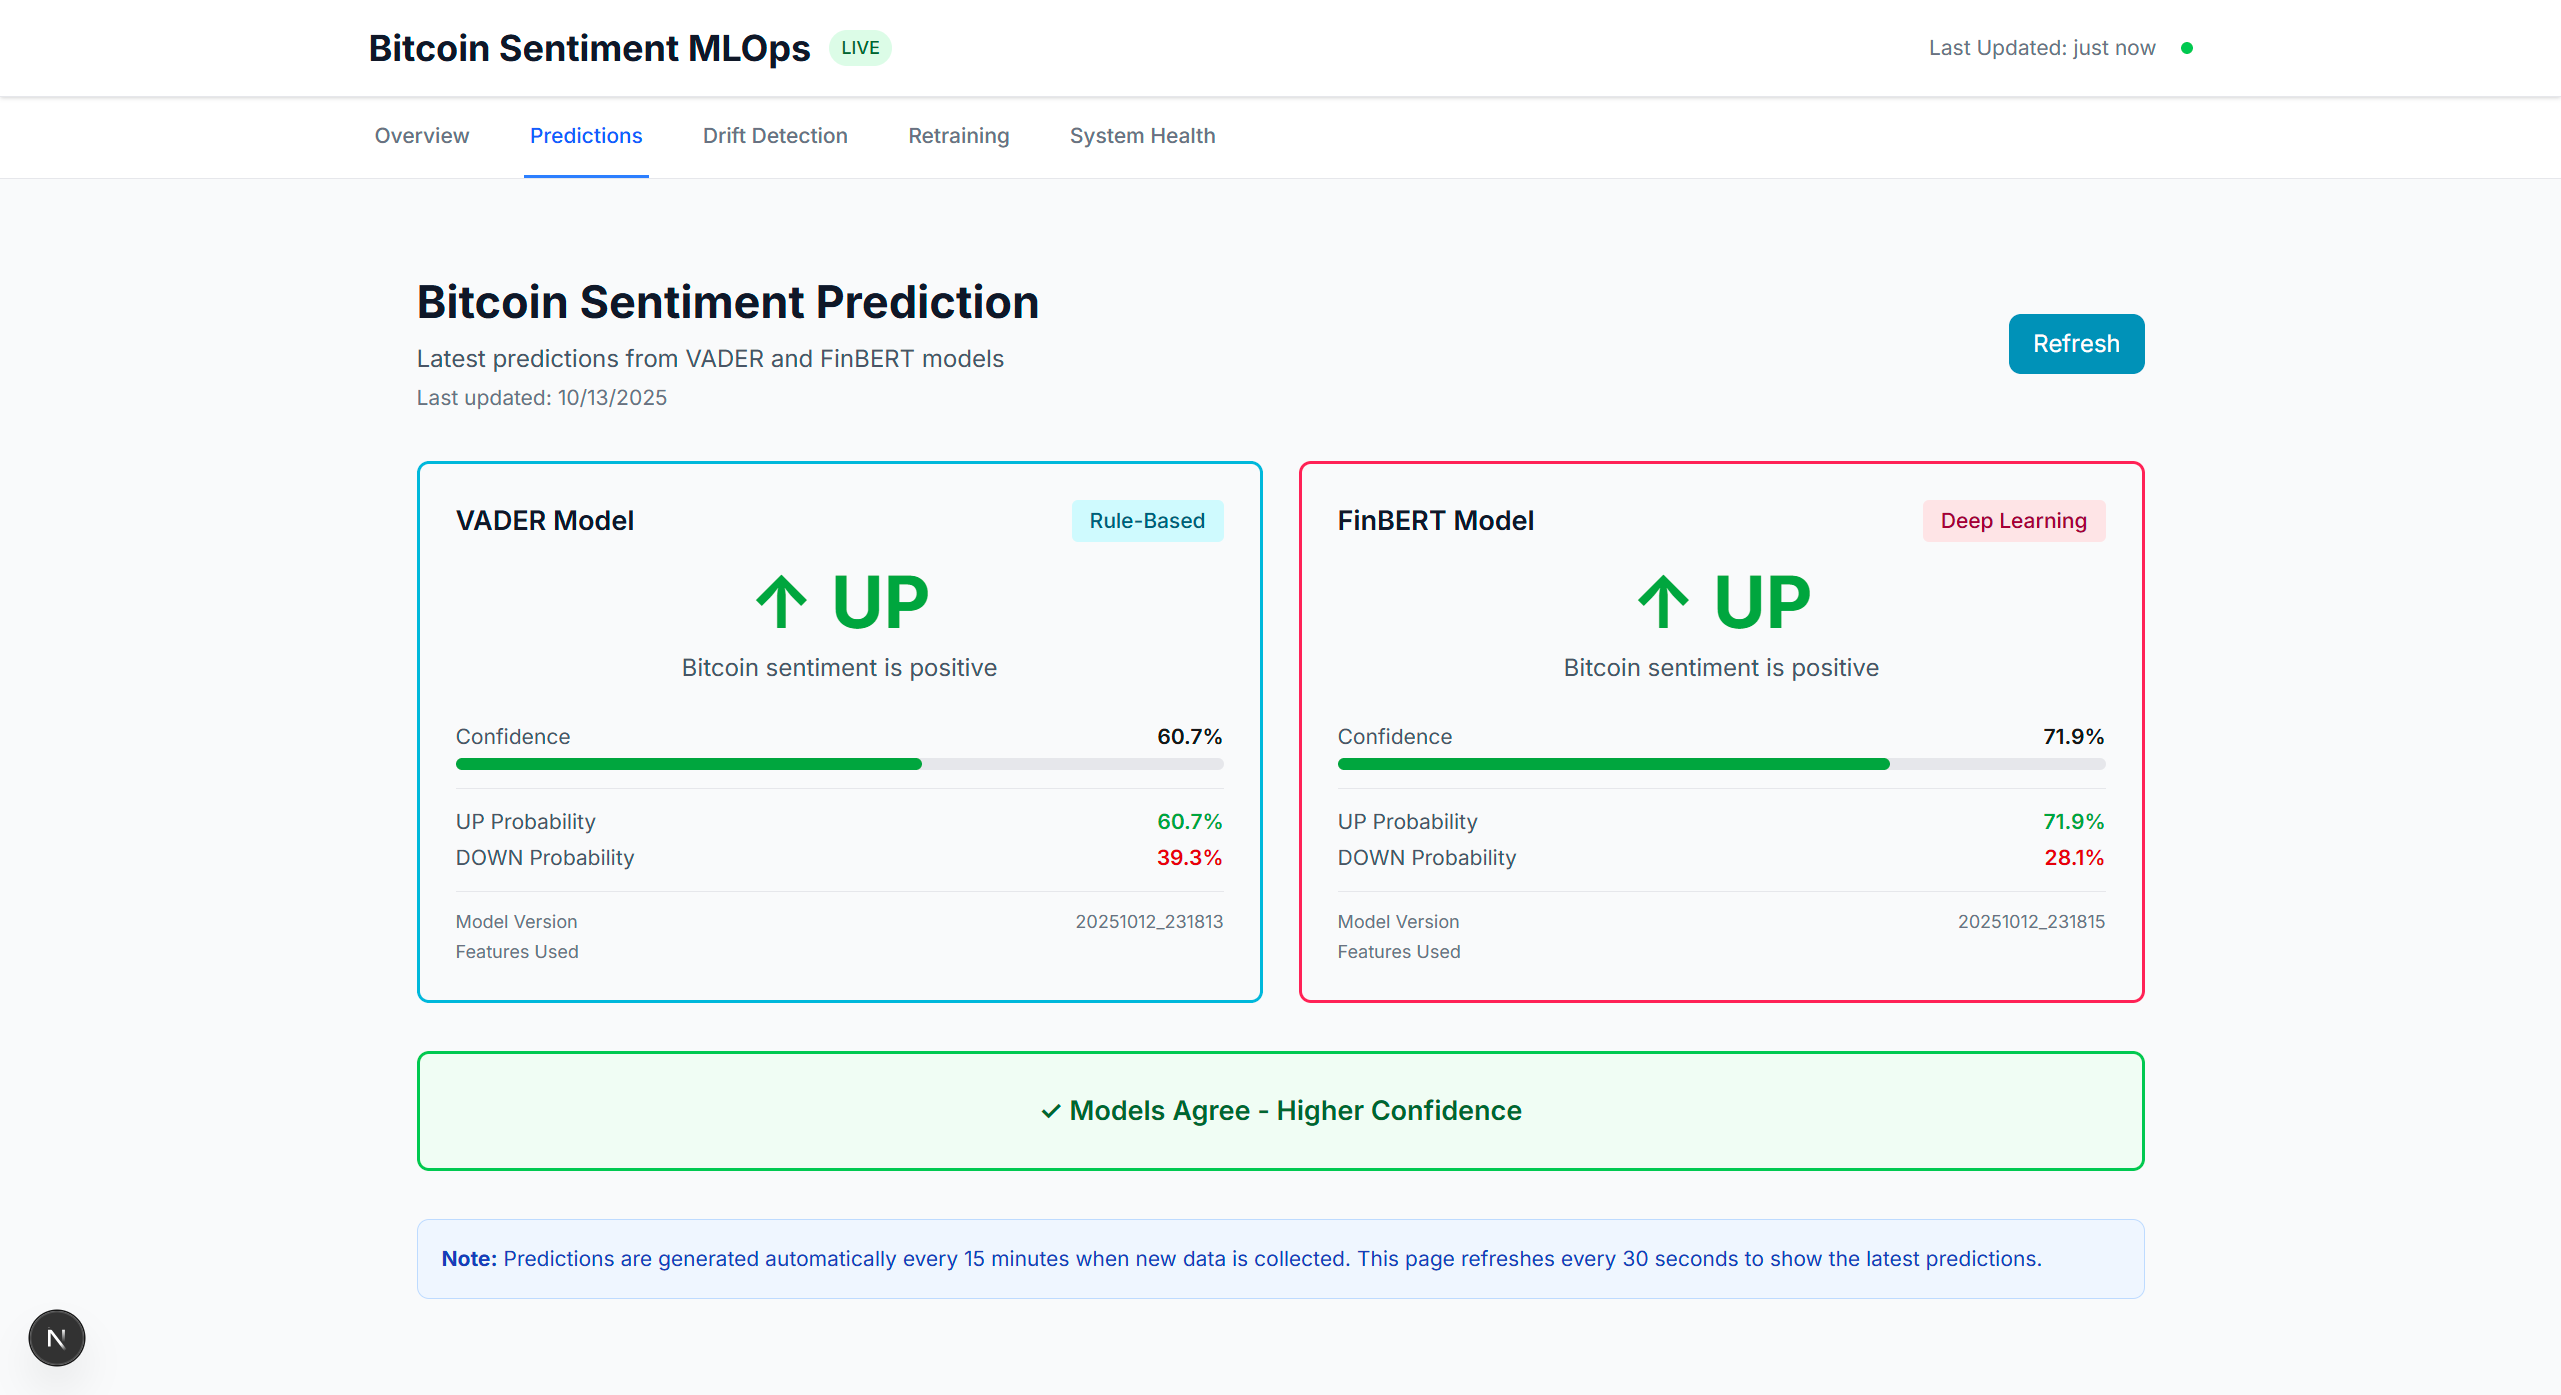 Bitcoin Sentiment MLOps LIVE
Last Updated: just now
Overview Predictions Drift Detection Retraining System Health
Bitcoin Sentiment Prediction
Latest predictions from VADER and FinBERT models
Last updated: 10/13/2025
Refresh
VADER Model Rule-Based
↑ UP
Bitcoin sentiment is positive
Confidence 60.7%
UP Probability 60.7%
DOWN Probability 39.3%
Model Version 20251012_231813
Features Used
FinBERT Model Deep Learning
↑ UP
Bitcoin sentiment is positive
Confidence 71.9%
UP Probability 71.9%
DOWN Probability 28.1%
Model Version 20251012_231815
Features Used
✓ Models Agree - Higher Confidence
Note: Predictions are generated automatically every 15 minutes when new data is collected. This page refreshes every 30 seconds to show the latest predictions.
N